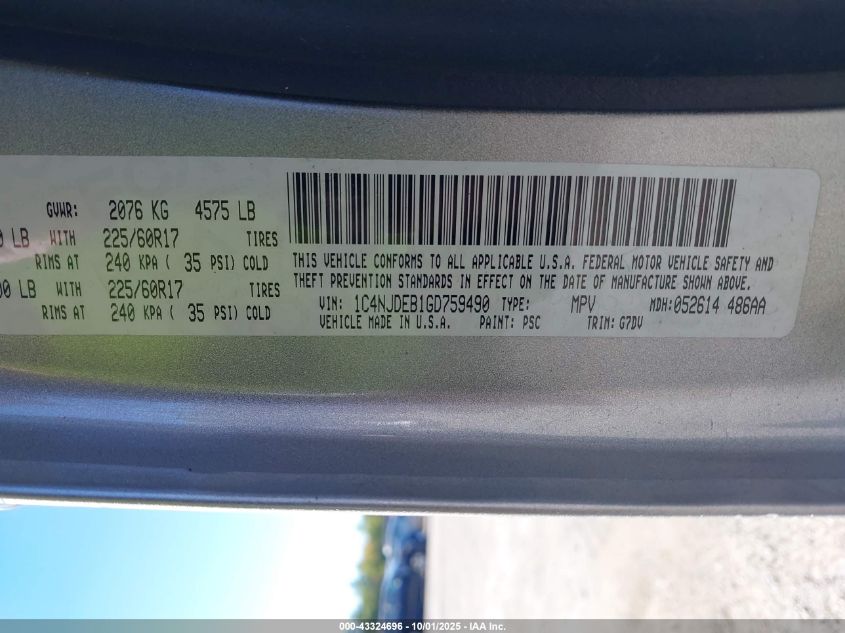 GVWR: 2076 KG 4575 LB
LB WITH 225/60R17 TIRES
RIMS AT 240 KPA ( 35 PSI) COLD
LB WITH 225/60R17 TIRES
RIMS AT 240 KPA ( 35 PSI) COLD
THIS VEHICLE CONFORMS TO ALL APPLICABLE U.S.A. FEDERAL MOTOR VEHICLE SAFETY AND
THEFT PREVENTION STANDARDS IN EFFECT ON THE DATE OF MANUFACTURE SHOWN ABOVE.
VIN: 1C4NJDEB1GD759490 TYPE: MPV MDH:052614 486AA
VEHICLE MADE IN U.S.A. PAINT: PSC TRIM: G7DV
000-43324696 - 10/01/2025 - IAA Inc.